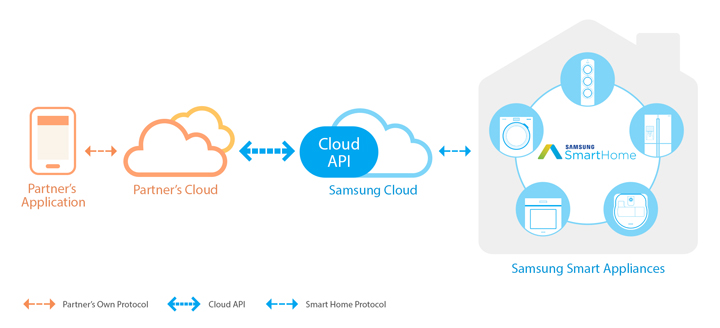 Cloud
API
SAMSUNG
SmartHome
Partner's
Application
Partner's Cloud
Samsung Cloud
Samsung Smart Appliances
Partner's Own Protocol
Cloud API
Smart Home Protocol